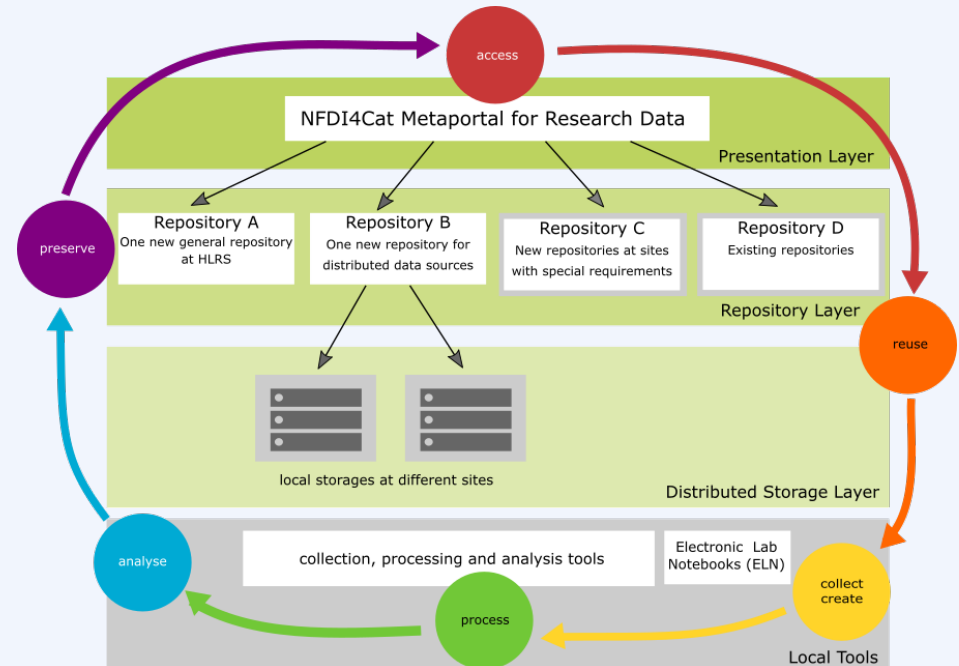 access
NFDI4Cat Metaportal for Research Data
Presentation Layer
preserve
Repository A
One new general repository
at HLRS
Repository B
One new repository for
distributed data sources
Repository C
New repositories at sites
with special requirements
Repository D
Existing repositories
Repository Layer
reuse
local storages at different sites
Distributed Storage Layer
analyse
collection, processing and analysis tools
Electronic Lab
Notebooks (ELN)
collect
create
process
Local Tools